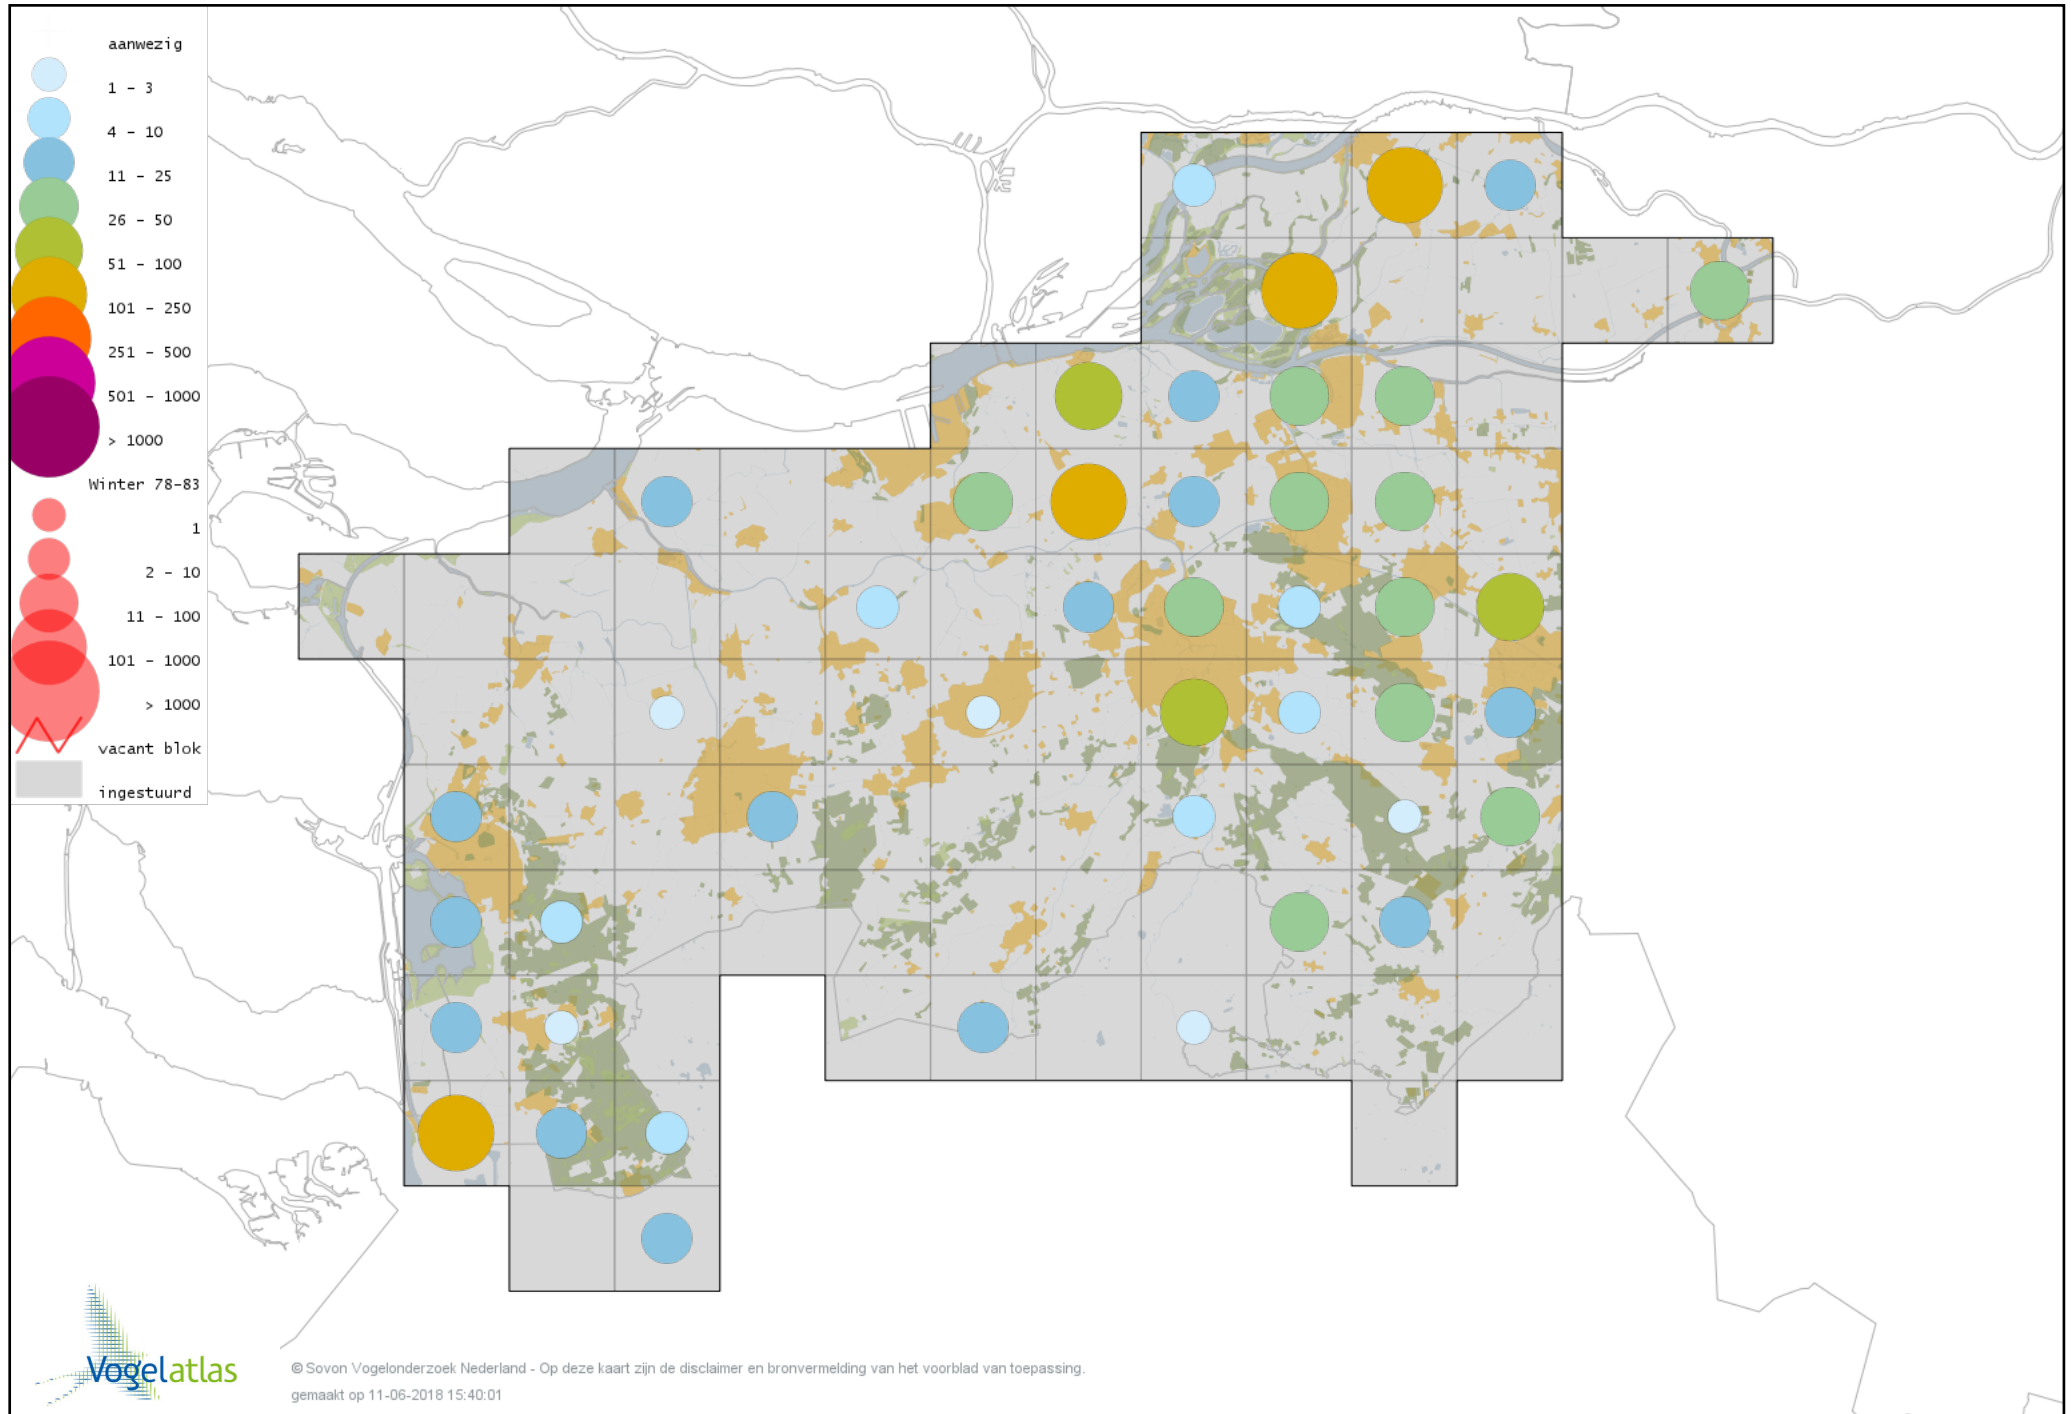 aanwezig
1 – 3
4 – 10
11 – 25
26 – 50
51 – 100
101 – 250
251 – 500
501 – 1000
> 1000
Winter 78-83
1
2 – 10
11 – 100
101 – 1000
> 1000
vacant blok
ingestuurd
Vogelatlas
© Sovon Vogelonderzoek Nederland - Op deze kaart zijn de disclaimer en bronvermelding van het voorblad van toepassing.
gemaakt op 11-06-2018 15:40:01